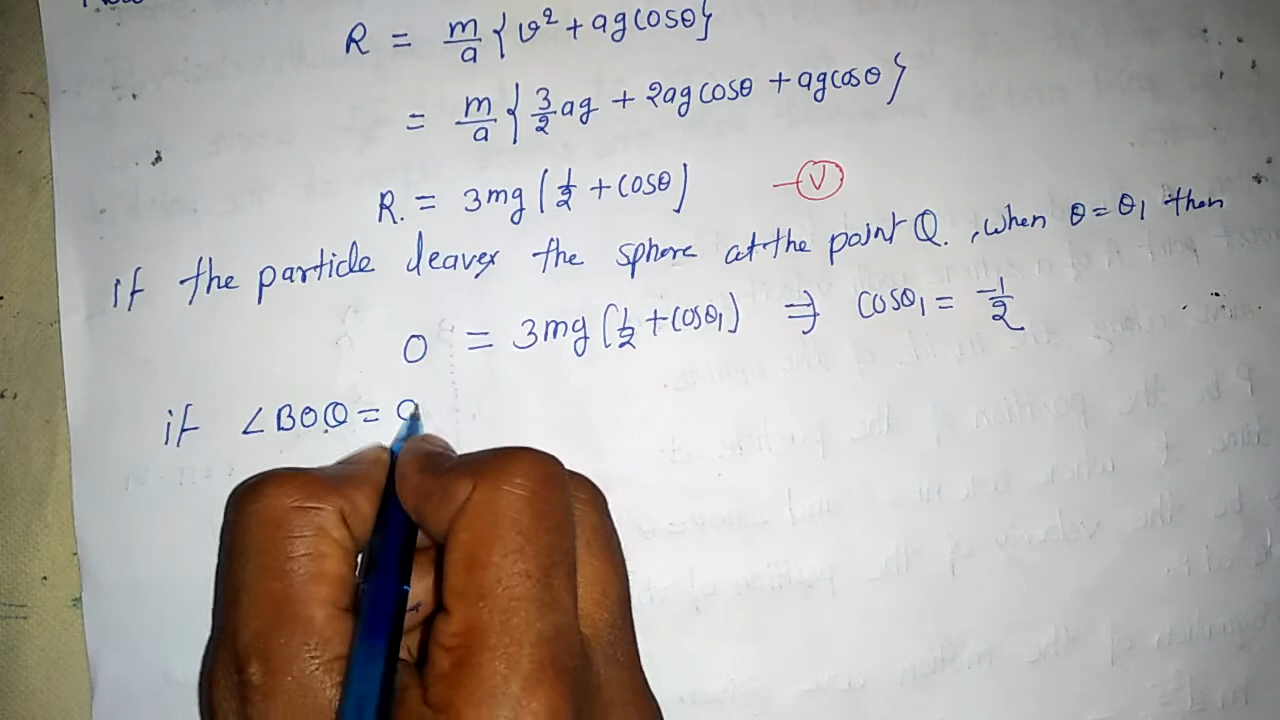 R = m/a { v² + ag cosθ }
= m/a { 3/2 ag + 2ag cosθ + ag cosθ }
R. = 3mg ( 1/2 + cosθ ) —Ⓥ
if the particle leaves the sphere at the point Q. , when θ = θ₁ then
0 = 3mg ( 1/2 + cosθ₁ ) ⇒ cosθ₁ = -1/2
if ∠BOQ =